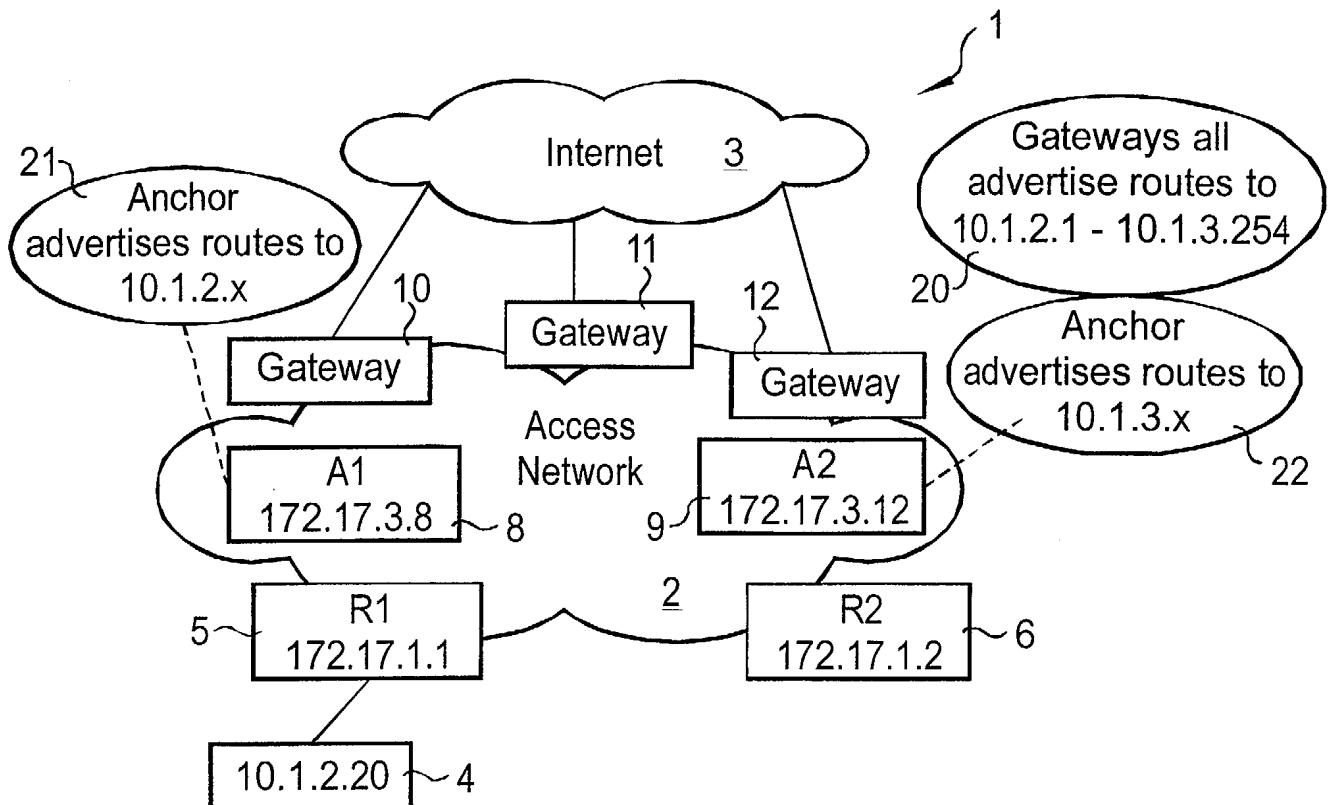 1
Internet 3
21
Anchor
advertises routes to
10.1.2.x
Gateways all
advertise routes to
10.1.2.1 - 10.1.3.254
20
10
Gateway
11
Gateway
12
Gateway
Anchor
advertises routes to
10.1.3.x
22
Access
Network
A1
172.17.3.8
8
A2
172.17.3.12
9
2
R1
172.17.1.1
5
R2
172.17.1.2
6
10.1.2.20
4